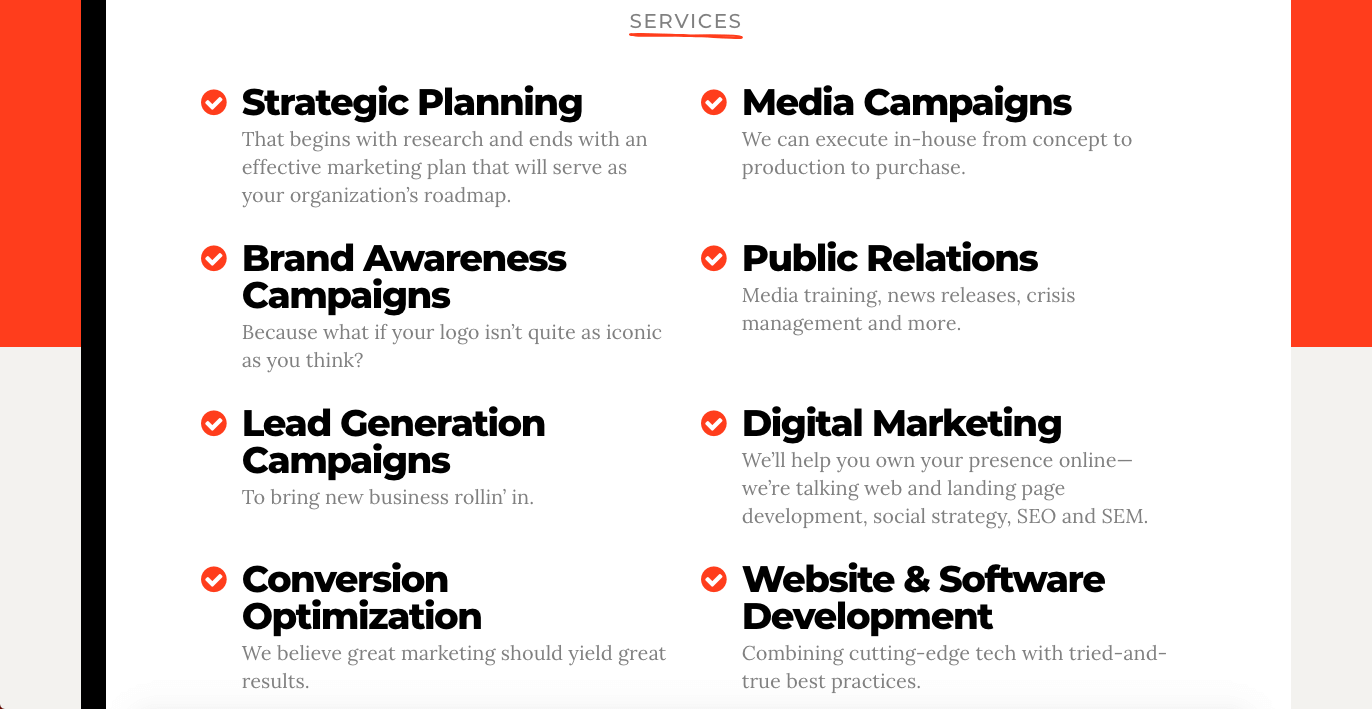 SERVICES
Strategic Planning
That begins with research and ends with an
effective marketing plan that will serve as
your organization’s roadmap.
Media Campaigns
We can execute in-house from concept to
production to purchase.
Brand Awareness
Campaigns
Because what if your logo isn’t quite as iconic
as you think?
Public Relations
Media training, news releases, crisis
management and more.
Lead Generation
Campaigns
To bring new business rollin’ in.
Digital Marketing
We’ll help you own your presence online—
we’re talking web and landing page
development, social strategy, SEO and SEM.
Conversion
Optimization
We believe great marketing should yield great
results.
Website & Software
Development
Combining cutting-edge tech with tried-and-
true best practices.